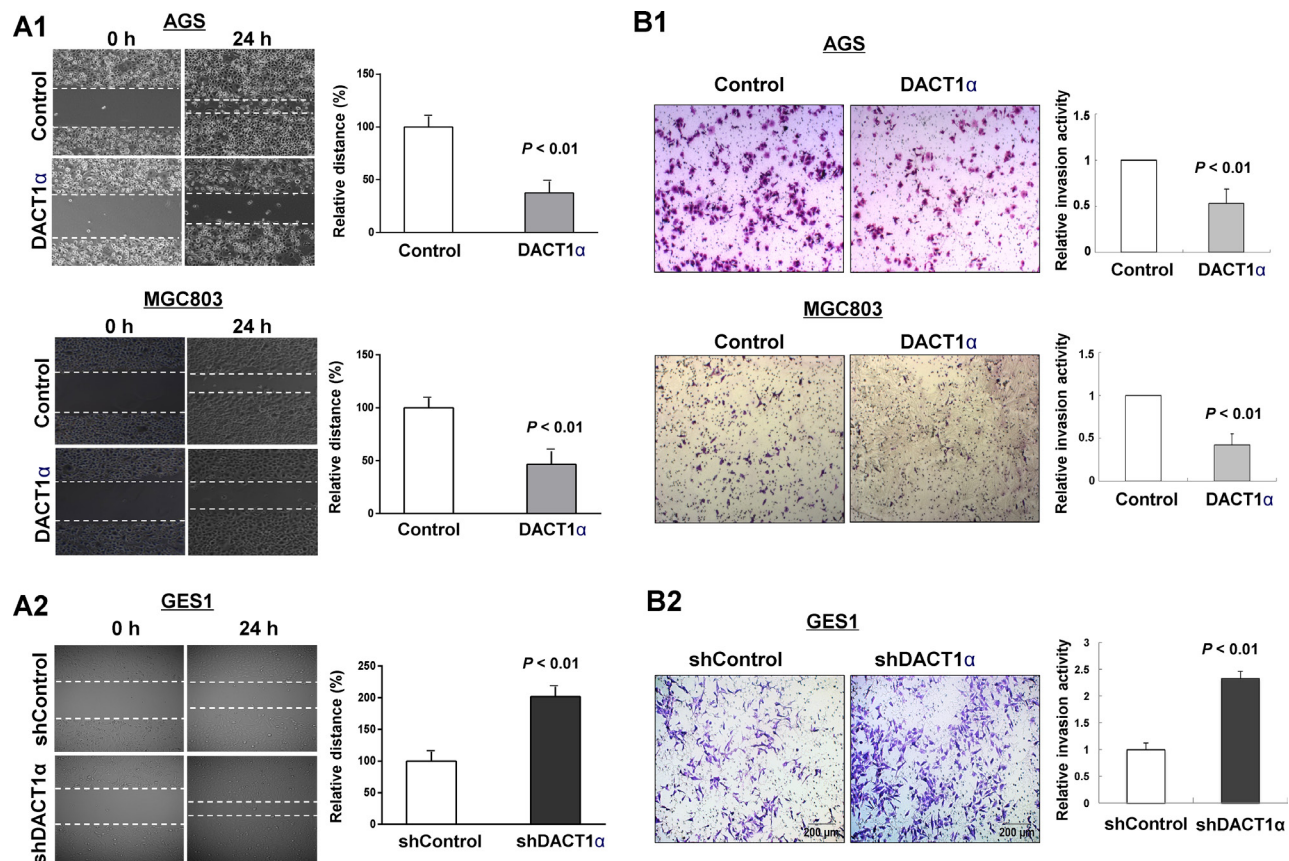 A1
AGS
0 h 24 h
Control
DACT1α
Relative distance (%)
150
100
50
0
P < 0.01
Control DACT1α
MGC803
0 h 24 h
Control
DACT1α
Relative distance (%)
150
100
50
0
P < 0.01
Control DACT1α
A2
GES1
0 h 24 h
shControl
shDACT1α
Relative distance (%)
250
200
150
100
50
0
P < 0.01
shControl shDACT1α
B1
AGS
Control DACT1α
Relative invasion activity
1.5
1
0.5
0
P < 0.01
Control DACT1α
MGC803
Control DACT1α
Relative invasion activity
1.5
1
0.5
0
P < 0.01
Control DACT1α
B2
GES1
shControl shDACT1α
200 µm 200 µm
Relative invasion activity
3
2.5
2
1.5
1
0.5
0
P < 0.01
shControl shDACT1α